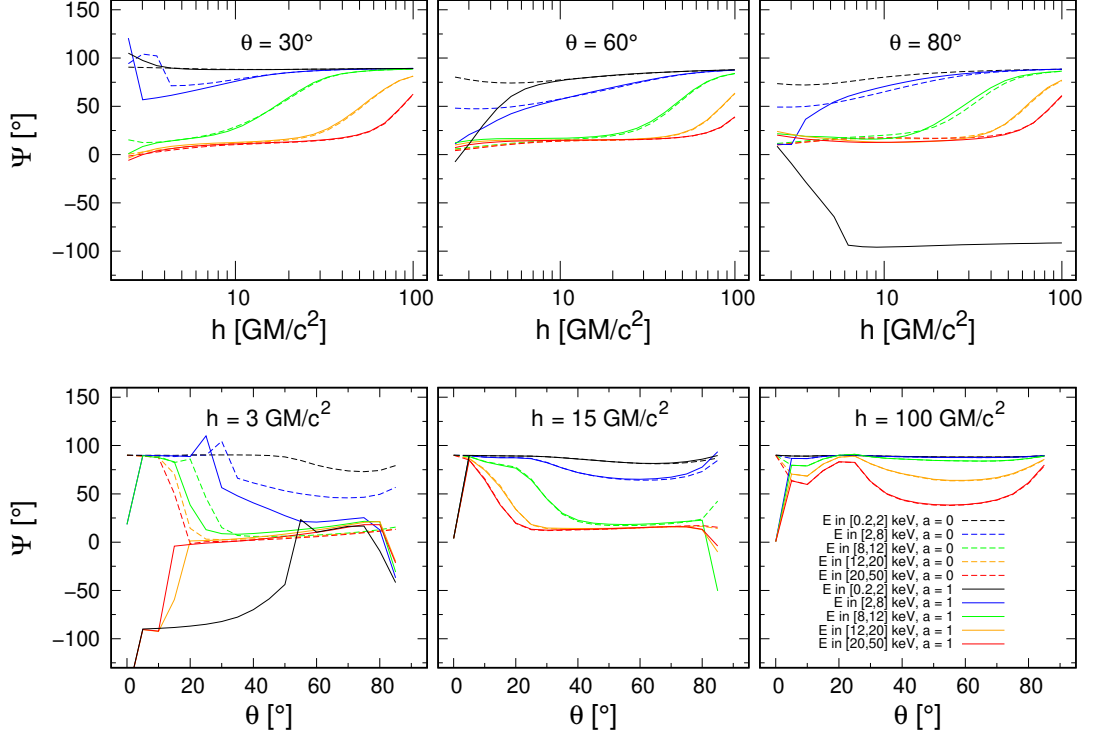 θ = 30°
θ = 60°
θ = 80°
150
100
50
0
−50
−100
Ψ [°]
10 100
10 100
10 100
h [GM/c²]
h [GM/c²]
h [GM/c²]
h = 3 GM/c²
h = 15 GM/c²
h = 100 GM/c²
150
100
50
0
−50
−100
Ψ [°]
E in [0.2,2] keV, a = 0
E in [2,8] keV, a = 0
E in [8,12] keV, a = 0
E in [12,20] keV, a = 0
E in [20,50] keV, a = 0
E in [0.2,2] keV, a = 1
E in [2,8] keV, a = 1
E in [8,12] keV, a = 1
E in [12,20] keV, a = 1
E in [20,50] keV, a = 1
0 20 40 60 80
0 20 40 60 80
0 20 40 60 80
θ [°]
θ [°]
θ [°]